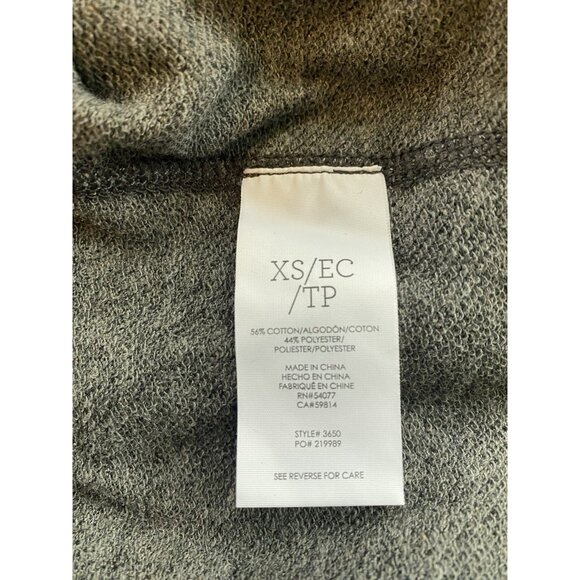 XS/EC
/TP
56% COTTON/ALGODÓN/COTON
44% POLYESTER/
POLIESTER/POLYESTER
MADE IN CHINA
HECHO EN CHINA
FABRIQUÉ EN CHINE
RN#54077
CA#59814
STYLE# 3650
PO# 219989
SEE REVERSE FOR CARE